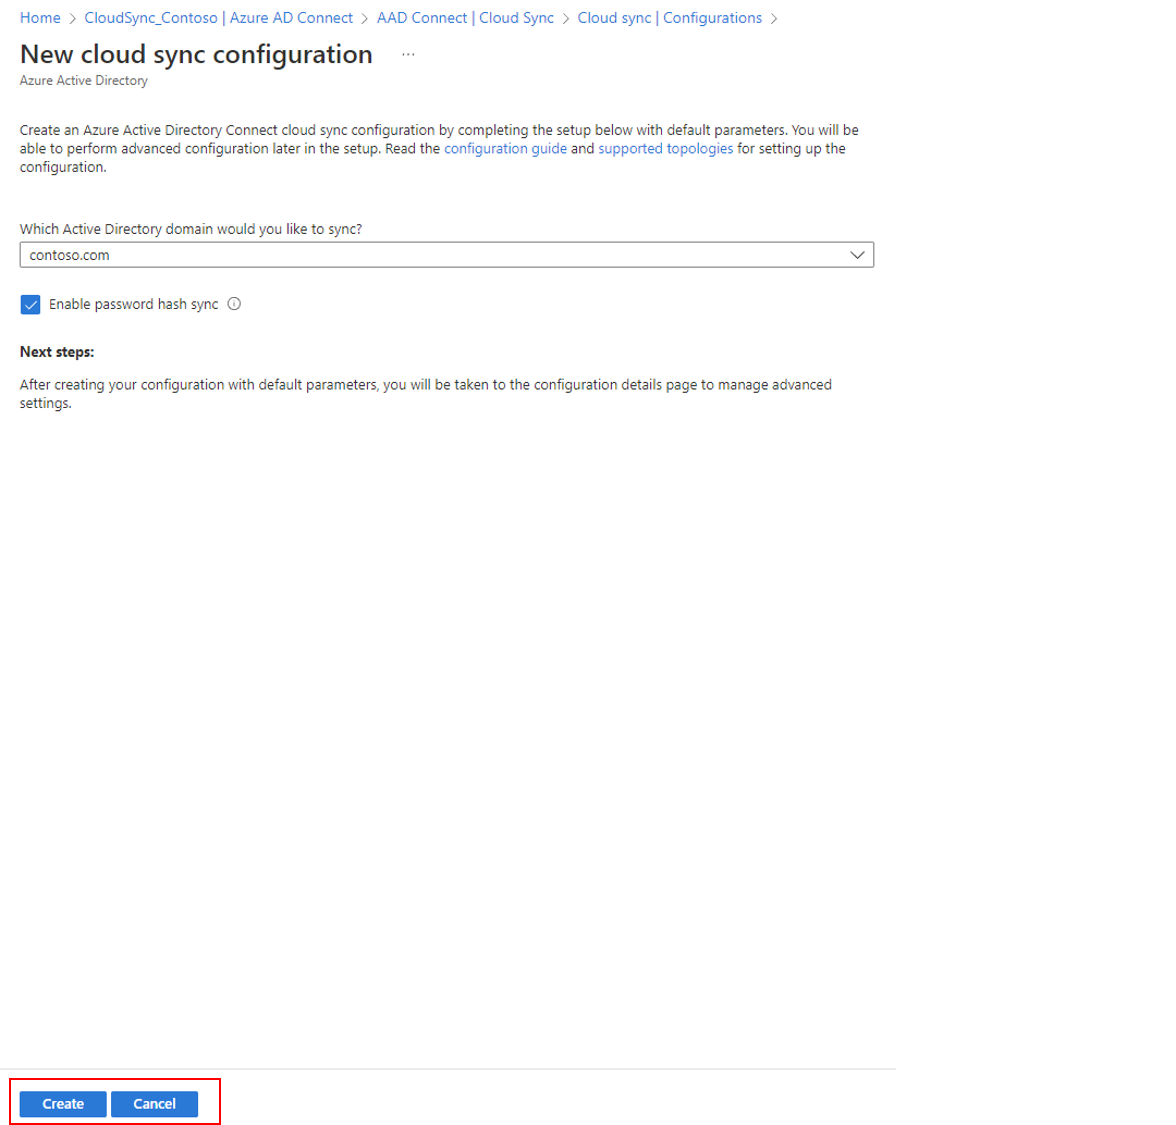 Home > CloudSync_Contoso | Azure AD Connect > AAD Connect | Cloud Sync > Cloud sync | Configurations >
New cloud sync configuration ...
Azure Active Directory
Create an Azure Active Directory Connect cloud sync configuration by completing the setup below with default parameters. You will be
able to perform advanced configuration later in the setup. Read the configuration guide and supported topologies for setting up the
configuration.
Which Active Directory domain would you like to sync?
contoso.com
Enable password hash sync
Next steps:
After creating your configuration with default parameters, you will be taken to the configuration details page to manage advanced
settings.
Create Cancel